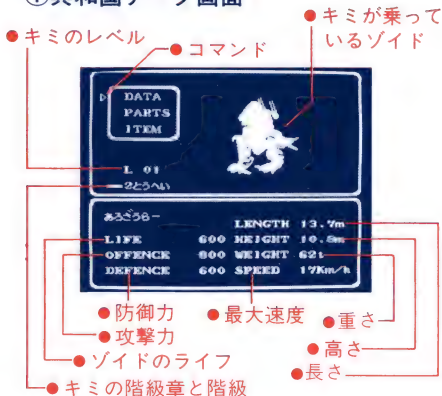 ①共和国データ画面
●キミのレベル
●コマンド
●キミが乗って
いるゾイド
DATA
PARTS
ITEM
L 01
2とうへい
あろざうらー
LENGTH 13.7m
LIFE 600 HEIGHT 10.8m
OFFENCE 800 WEIGHT 62t
DEFENCE 600 SPEED 17Km/h
●防御力
●最大速度
●重さ
●攻撃力
●高さ
●ゾイドのライフ
●長さ
●キミの階級章と階級